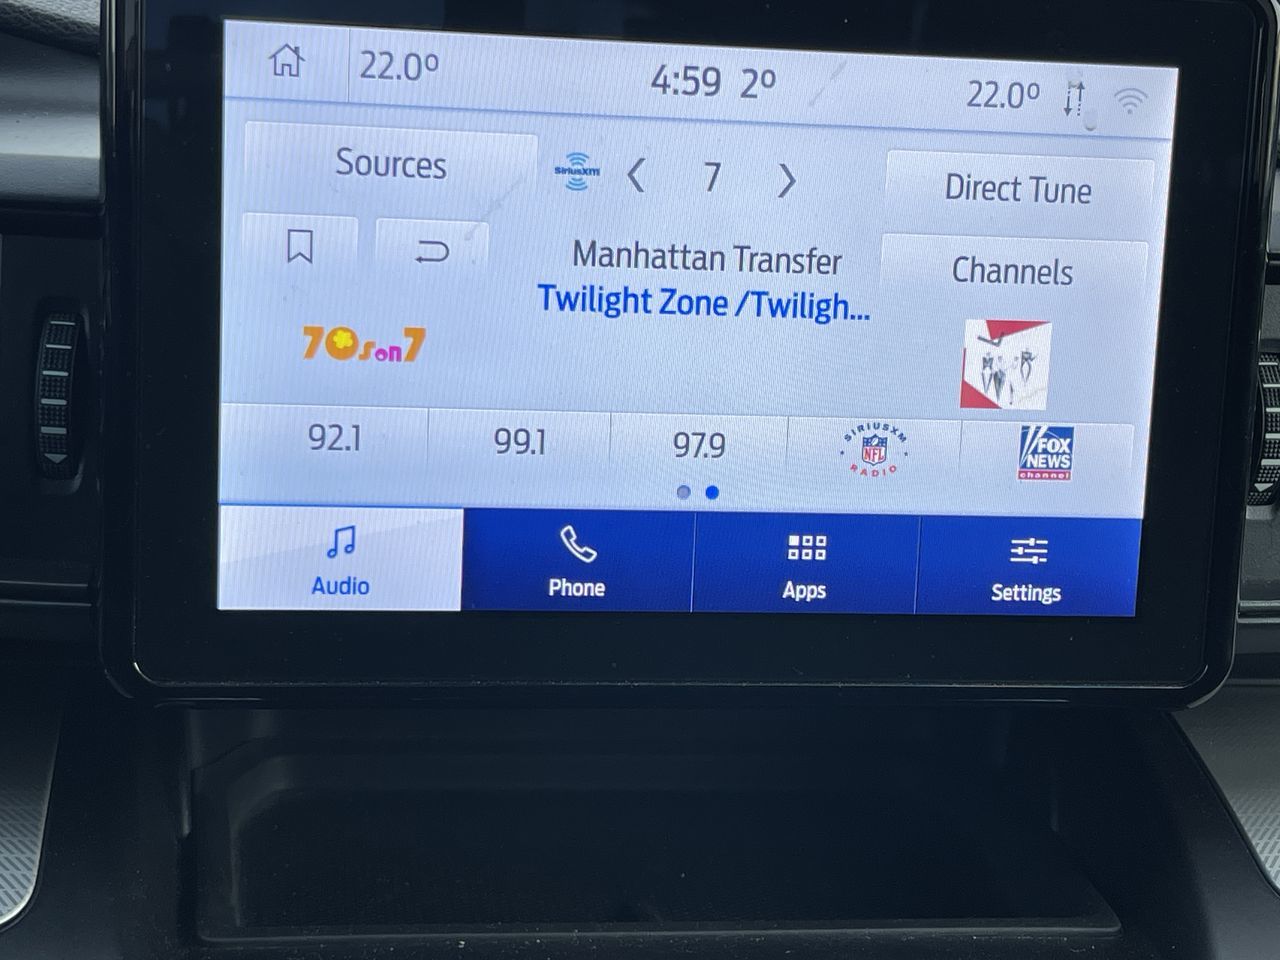 22.0° 4:59 2° 22.0°
Sources siriusxm 7 Direct Tune
Manhattan Transfer Channels
Twilight Zone /Twiligh...
70s on 7
92.1 99.1 97.9 SIRIUSXM NFL RADIO FOX NEWS channel
Audio Phone Apps Settings